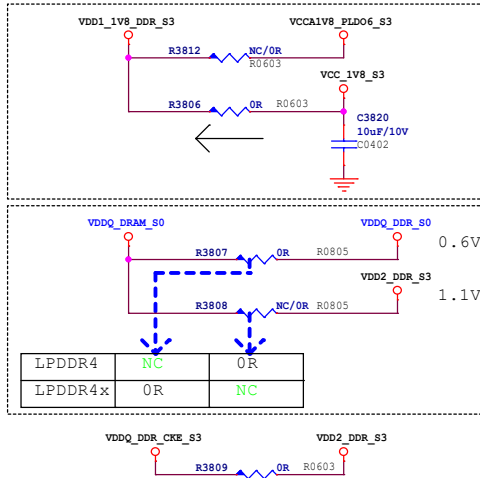 VDD1_1V8_DDR_S3 VCCA1V8_PLDO6_S3
R3812 NC/0R
R0603
VCC_1V8_S3
R3806 0R R0603
C3820
10uF/10V
C0402
VDDQ_DRAM_S0 VDDQ_DDR_S0
0.6V
R3807 0R R0805
VDD2_DDR_S3
1.1V
R3808 NC/0R R0805
LPDDR4 NC 0R
LPDDR4x 0R NC
VDDQ_DDR_CKE_S3 VDD2_DDR_S3
R3809 0R R0603